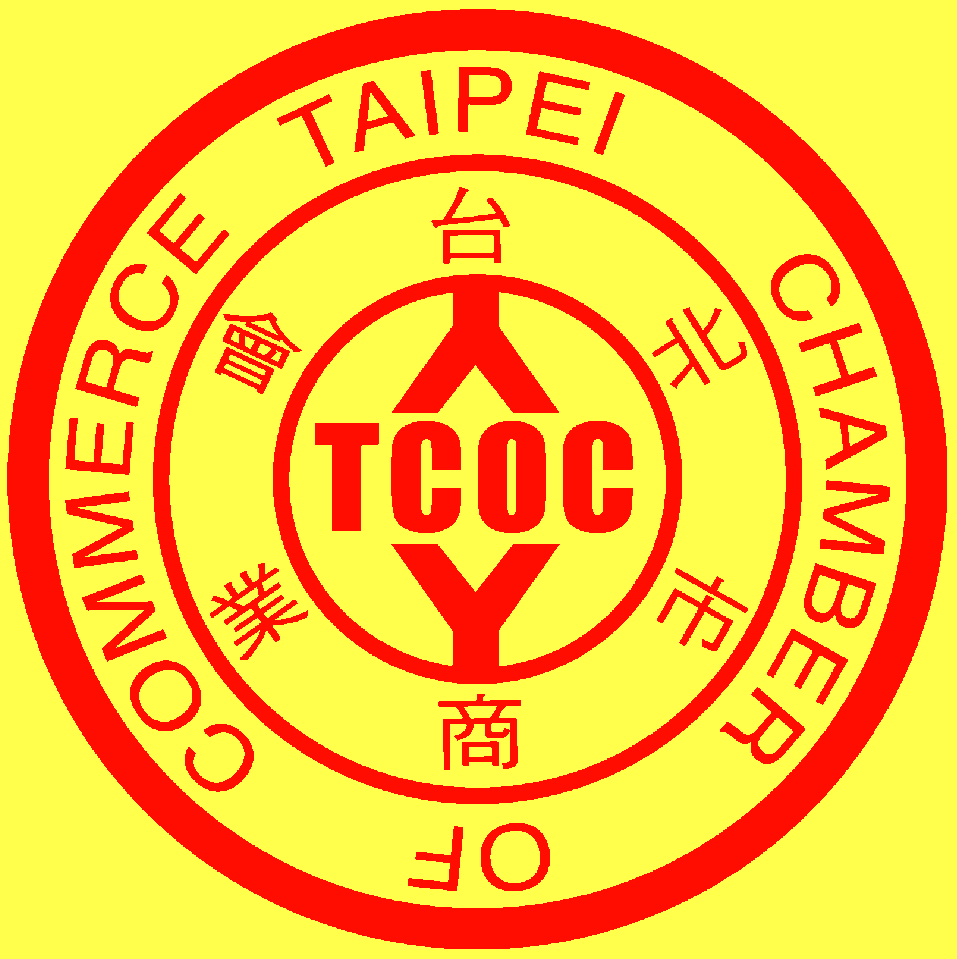 TAIPEI CHAMBER OF COMMERCE
台北市商業會
TCOC